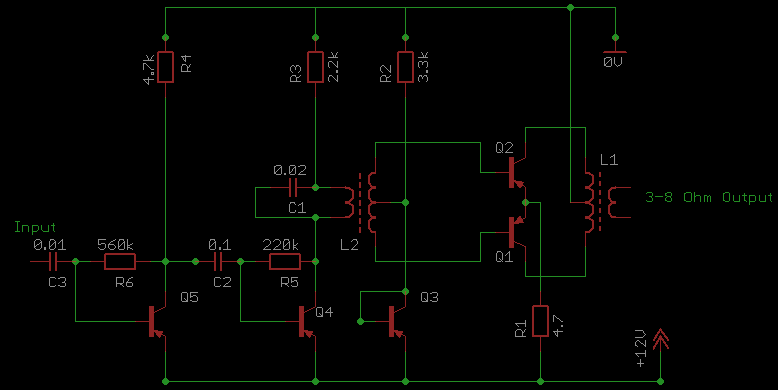 4.7k R4
R3 2.2k
R2 3.3k
0V
Q2
L1
0.02
C1
3-8 Ohm Output
Input
0.01 560k 0.1 220k
L2
Q1
C3 R6 C2 R5
Q5 Q4 Q3
R1 4.7
+12V